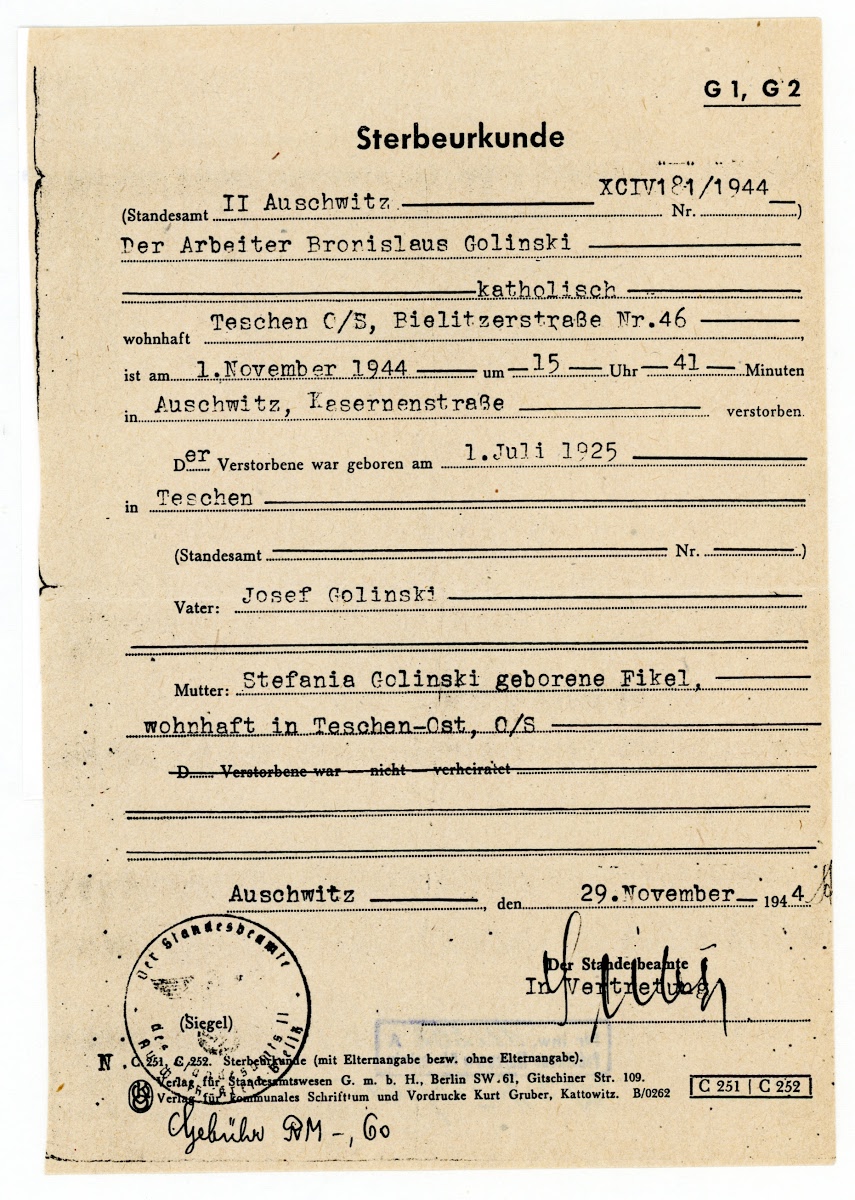 G 1, G 2
Sterbeurkunde
(Standesamt II Auschwitz Nr. XCIV181/1944)
Der Arbeiter Bronislaus Golinski
katholisch
wohnhaft Teschen O/S, Bielitzerstraße Nr.46,
ist am 1.November 1944 um 15 Uhr 41 Minuten
in Auschwitz, Kasernenstraße verstorben.
Der Verstorbene war geboren am 1.Juli 1925
in Teschen
(Standesamt Nr. )
Vater: Josef Golinski
Mutter: Stefania Golinski geborene Fikel,
wohnhaft in Teschen-Ost, O/S
D Verstorbene war — nicht — verheiratet
Auschwitz, den 29.November 1944
Der Standesbeamte
In Vertretung
Der Standesbeamte
des Standesamts II
Auschwitz
(Siegel)
N C 251, C 252. Sterbeurkunde (mit Elternangabe bezw. ohne Elternangabe).
Verlag für Standesamtswesen G. m. b. H., Berlin SW 61, Gitschiner Str. 109.
Verlag für kommunales Schrifttum und Vordrucke Kurt Gruber, Kattowitz. B/0262
C 251 | C 252
Gebühr RM -,60